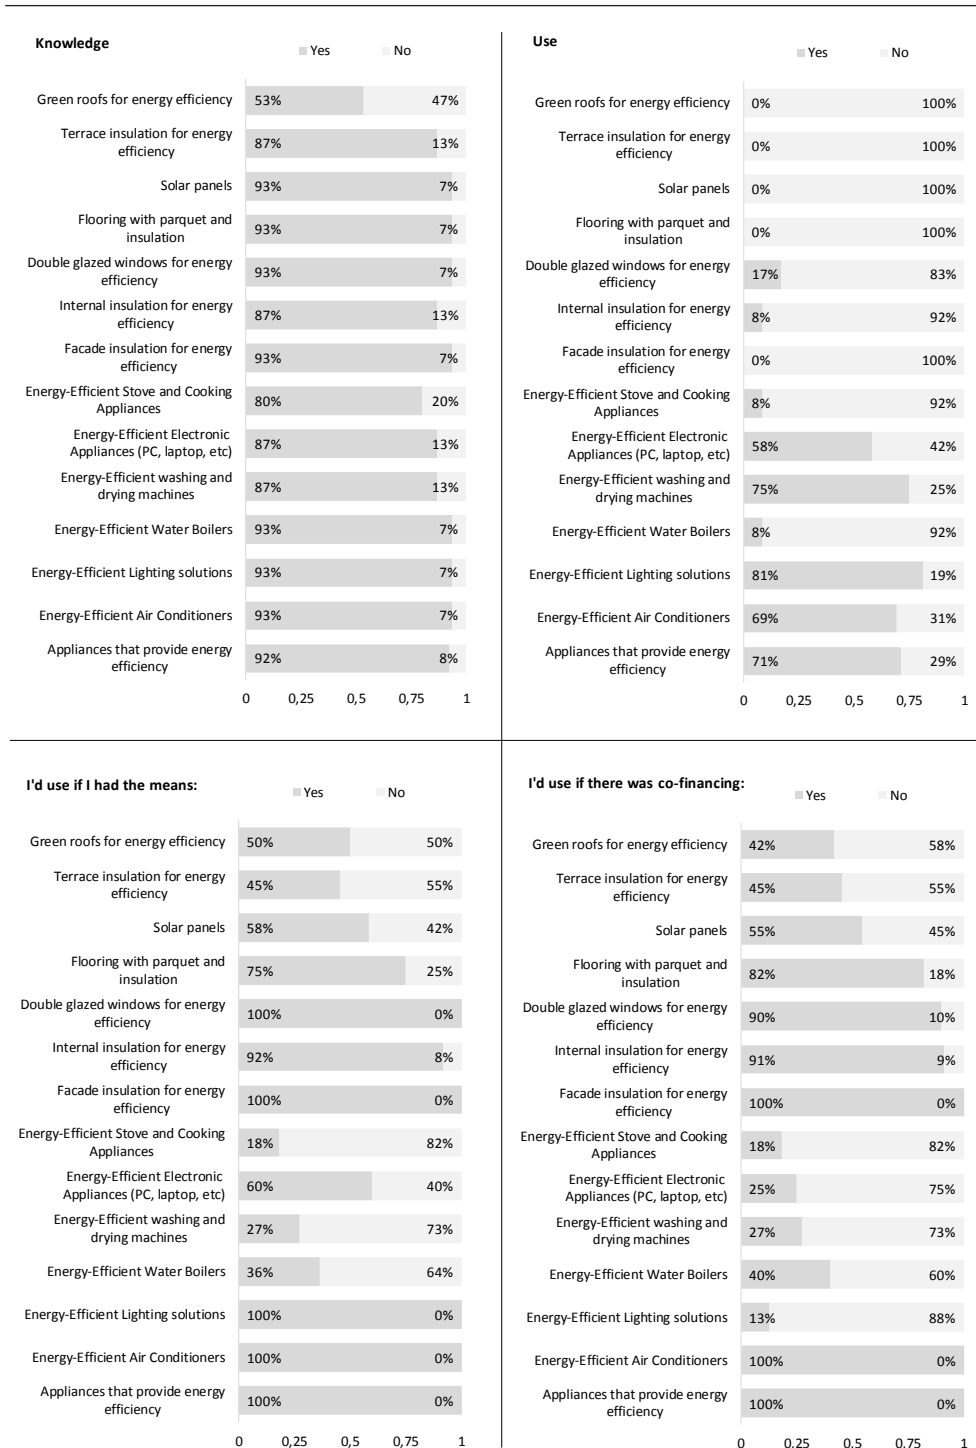 Knowledge
Yes No
Green roofs for energy efficiency 53% 47%
Terrace insulation for energy
efficiency 87% 13%
Solar panels 93% 7%
Flooring with parquet and
insulation 93% 7%
Double glazed windows for energy
efficiency 93% 7%
Internal insulation for energy
efficiency 87% 13%
Facade insulation for energy
efficiency 93% 7%
Energy-Efficient Stove and Cooking
Appliances 80% 20%
Energy-Efficient Electronic
Appliances (PC, laptop, etc) 87% 13%
Energy-Efficient washing and
drying machines 87% 13%
Energy-Efficient Water Boilers 93% 7%
Energy-Efficient Lighting solutions 93% 7%
Energy-Efficient Air Conditioners 93% 7%
Appliances that provide energy
efficiency 92% 8%
0 0,25 0,5 0,75 1
Use
Yes No
Green roofs for energy efficiency 0% 100%
Terrace insulation for energy
efficiency 0% 100%
Solar panels 0% 100%
Flooring with parquet and
insulation 0% 100%
Double glazed windows for energy
efficiency 17% 83%
Internal insulation for energy
efficiency 8% 92%
Facade insulation for energy
efficiency 0% 100%
Energy-Efficient Stove and Cooking
Appliances 8% 92%
Energy-Efficient Electronic
Appliances (PC, laptop, etc) 58% 42%
Energy-Efficient washing and
drying machines 75% 25%
Energy-Efficient Water Boilers 8% 92%
Energy-Efficient Lighting solutions 81% 19%
Energy-Efficient Air Conditioners 69% 31%
Appliances that provide energy
efficiency 71% 29%
0 0,25 0,5 0,75 1
I'd use if I had the means:
Yes No
Green roofs for energy efficiency 50% 50%
Terrace insulation for energy
efficiency 45% 55%
Solar panels 58% 42%
Flooring with parquet and
insulation 75% 25%
Double glazed windows for energy
efficiency 100% 0%
Internal insulation for energy
efficiency 92% 8%
Facade insulation for energy
efficiency 100% 0%
Energy-Efficient Stove and Cooking
Appliances 18% 82%
Energy-Efficient Electronic
Appliances (PC, laptop, etc) 60% 40%
Energy-Efficient washing and
drying machines 27% 73%
Energy-Efficient Water Boilers 36% 64%
Energy-Efficient Lighting solutions 100% 0%
Energy-Efficient Air Conditioners 100% 0%
Appliances that provide energy
efficiency 100% 0%
0 0,25 0,5 0,75 1
I'd use if there was co-financing:
Yes No
Green roofs for energy efficiency 42% 58%
Terrace insulation for energy
efficiency 45% 55%
Solar panels 55% 45%
Flooring with parquet and
insulation 82% 18%
Double glazed windows for energy
efficiency 90% 10%
Internal insulation for energy
efficiency 91% 9%
Facade insulation for energy
efficiency 100% 0%
Energy-Efficient Stove and Cooking
Appliances 18% 82%
Energy-Efficient Electronic
Appliances (PC, laptop, etc) 25% 75%
Energy-Efficient washing and
drying machines 27% 73%
Energy-Efficient Water Boilers 40% 60%
Energy-Efficient Lighting solutions 13% 88%
Energy-Efficient Air Conditioners 100% 0%
Appliances that provide energy
efficiency 100% 0%
0 0,25 0,5 0,75 1